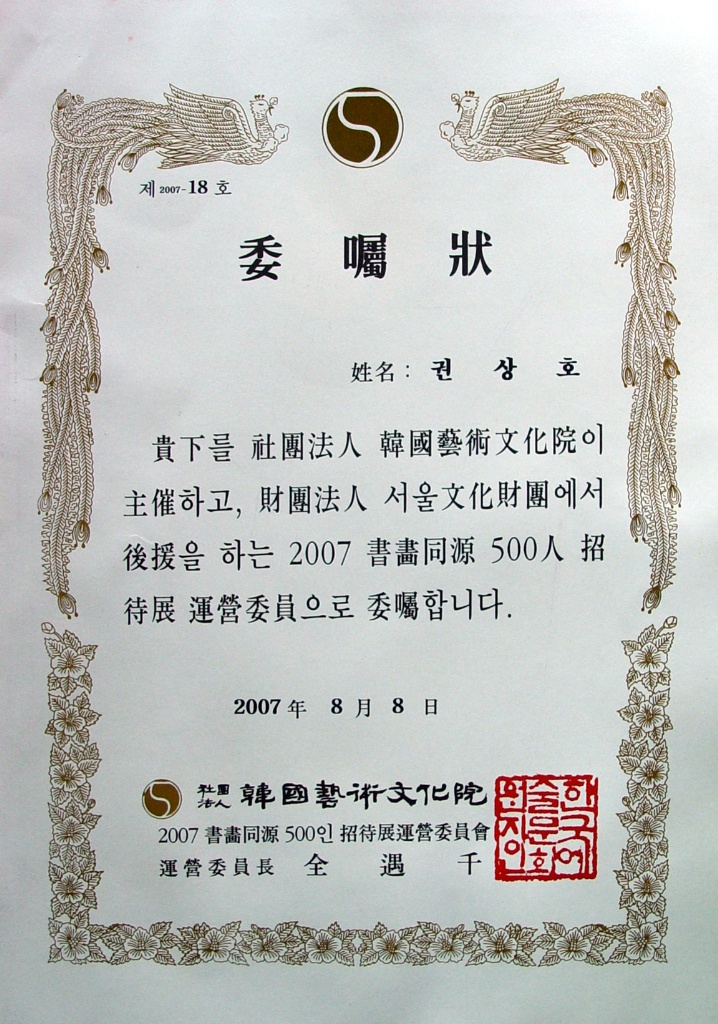 제 2007-18 호
委 囑 狀
姓名 : 권 상 호
貴下를 社團法人 韓國藝術文化院이
主催하고, 財團法人 서울文化財團에서
後援을 하는 2007 書畵同源 500人 招
待展 運營委員으로 委囑합니다.
2007 年 8 月 8 日
社團法人 韓國藝術文化院
2007 書畵同源 500인 招待展運營委員會
運營委員長 全 遇 千